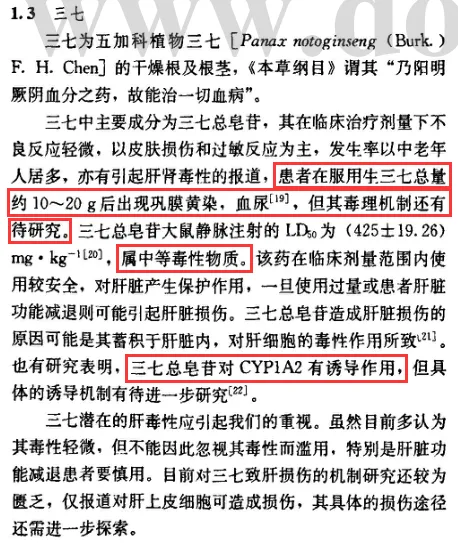 www.do
1.3 三七
三七为五加科植物三七[Panax notoginseng (Burk.)
F. H. Chen]的干燥根及根茎,《本草纲目》谓其“乃阳明
厥阴血分之药,故能治一切血病”。
三七中主要成分为三七总皂苷,其在临床治疗剂量下不
良反应轻微,以皮肤损伤和过敏反应为主,发生率以中老年
人居多,亦有引起肝肾毒性的报道,患者在服用生三七总量
约10~20 g后出现巩膜黄染,血尿[19],但其毒理机制还有
待研究。三七总皂苷大鼠静脉注射的LD50为(425±19.26)
mg·kg-1[20],属中等毒性物质。该药在临床剂量范围内使
用较安全,对肝脏产生保护作用,一旦使用过量或患者肝脏
功能减退则可能引起肝脏损伤。三七总皂苷造成肝脏损伤的
原因可能是其蓄积于肝脏内,对肝细胞的毒性作用所致[21]。
也有研究表明,三七总皂苷对CYP1A2有诱导作用,但具
体的诱导机制有待进一步研究[22]。
三七潜在的肝毒性应引起我们的重视。虽然目前多认为
其毒性轻微,但不能因此忽视其毒性而滥用,特别是肝脏功
能减退患者要慎用。目前对三七致肝损伤的机制研究还较为
匮乏,仅报道对肝上皮细胞可造成损伤,其具体的损伤途径
还需进一步探索。